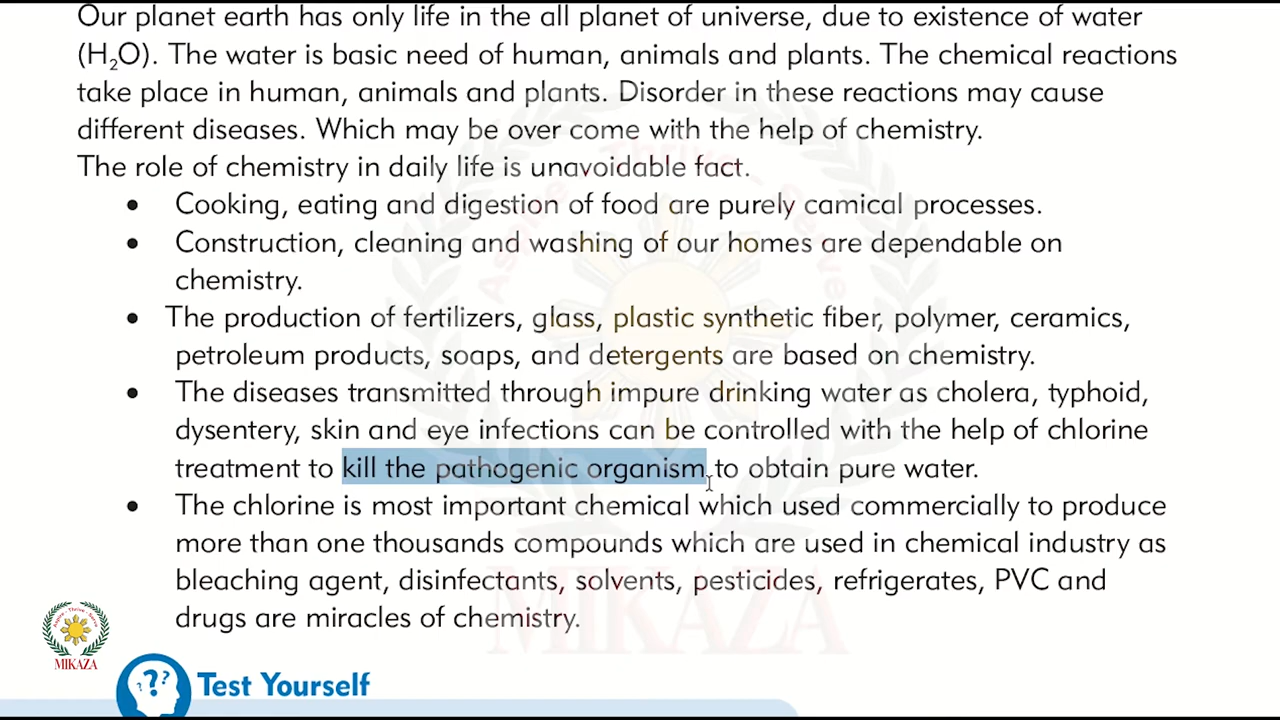 Our planet earth has only life in the all planet of universe, due to existence of water
(H₂O). The water is basic need of human, animals and plants. The chemical reactions
take place in human, animals and plants. Disorder in these reactions may cause
different diseases. Which may be over come with the help of chemistry.
The role of chemistry in daily life is unavoidable fact.
• Cooking, eating and digestion of food are purely camical processes.
• Construction, cleaning and washing of our homes are dependable on
chemistry.
• The production of fertilizers, glass, plastic synthetic fiber, polymer, ceramics,
petroleum products, soaps, and detergents are based on chemistry.
• The diseases transmitted through impure drinking water as cholera, typhoid,
dysentery, skin and eye infections can be controlled with the help of chlorine
treatment to kill the pathogenic organism to obtain pure water.
• The chlorine is most important chemical which used commercially to produce
more than one thousands compounds which are used in chemical industry as
bleaching agent, disinfectants, solvents, pesticides, refrigerates, PVC and
drugs are miracles of chemistry.
MIKAZA
MIKAZA
??
Test Yourself